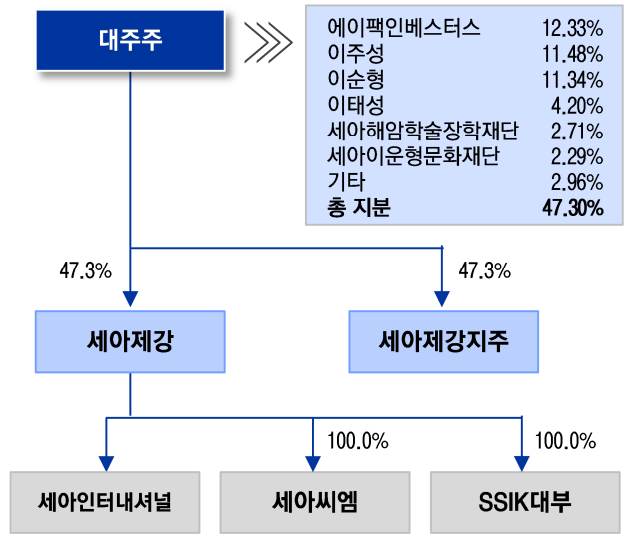 대주주
에이팩인베스터스 12.33%
이주성 11.48%
이순형 11.34%
이태성 4.20%
세아해암학술장학재단 2.71%
세아이운형문화재단 2.29%
기타 2.96%
총 지분 47.30%
47.3% 47.3%
세아제강 세아제강지주
100.0% 100.0%
세아인터내셔널 세아씨엠 SSIK대부